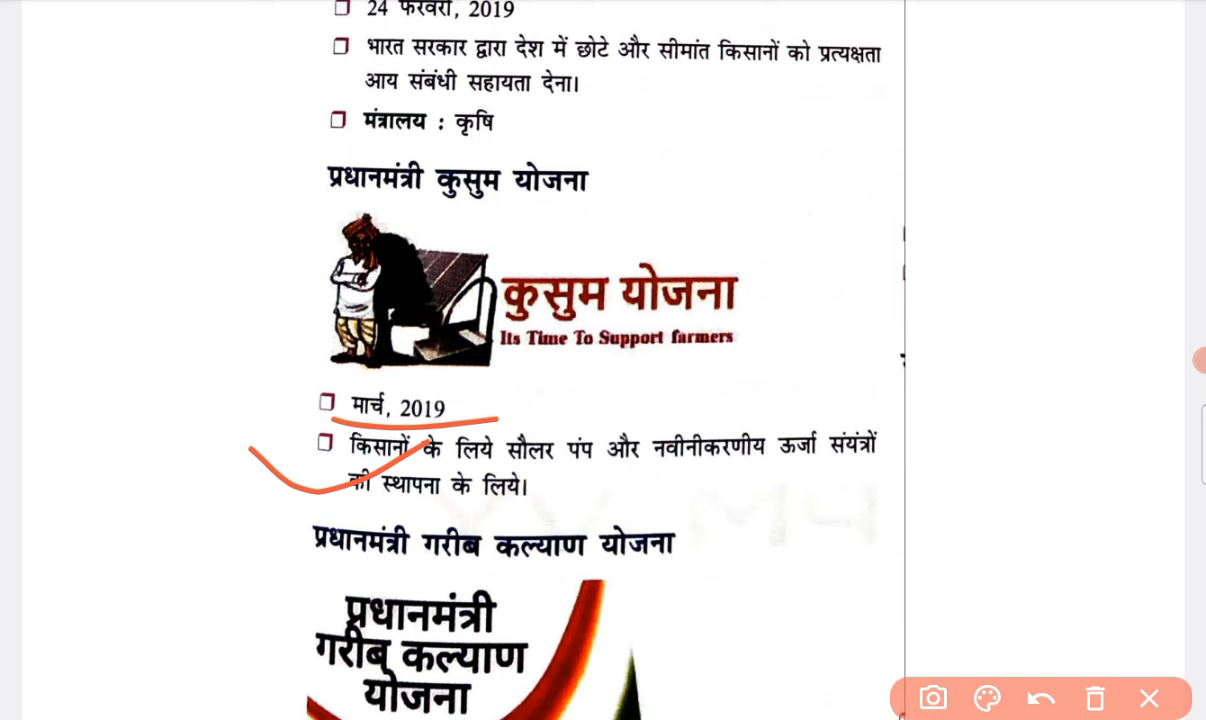 24 फरवरी, 2019
भारत सरकार द्वारा देश में छोटे और सीमांत किसानों को प्रत्यक्षता
आय संबंधी सहायता देना।
मंत्रालय : कृषि
प्रधानमंत्री कुसुम योजना
कुसुम योजना
Its Time To Support farmers
मार्च, 2019
किसानों के लिये सौलर पंप और नवीनीकरणीय ऊर्जा संयंत्रों
की स्थापना के लिये।
प्रधानमंत्री गरीब कल्याण योजना
प्रधानमंत्री
गरीब कल्याण
योजना